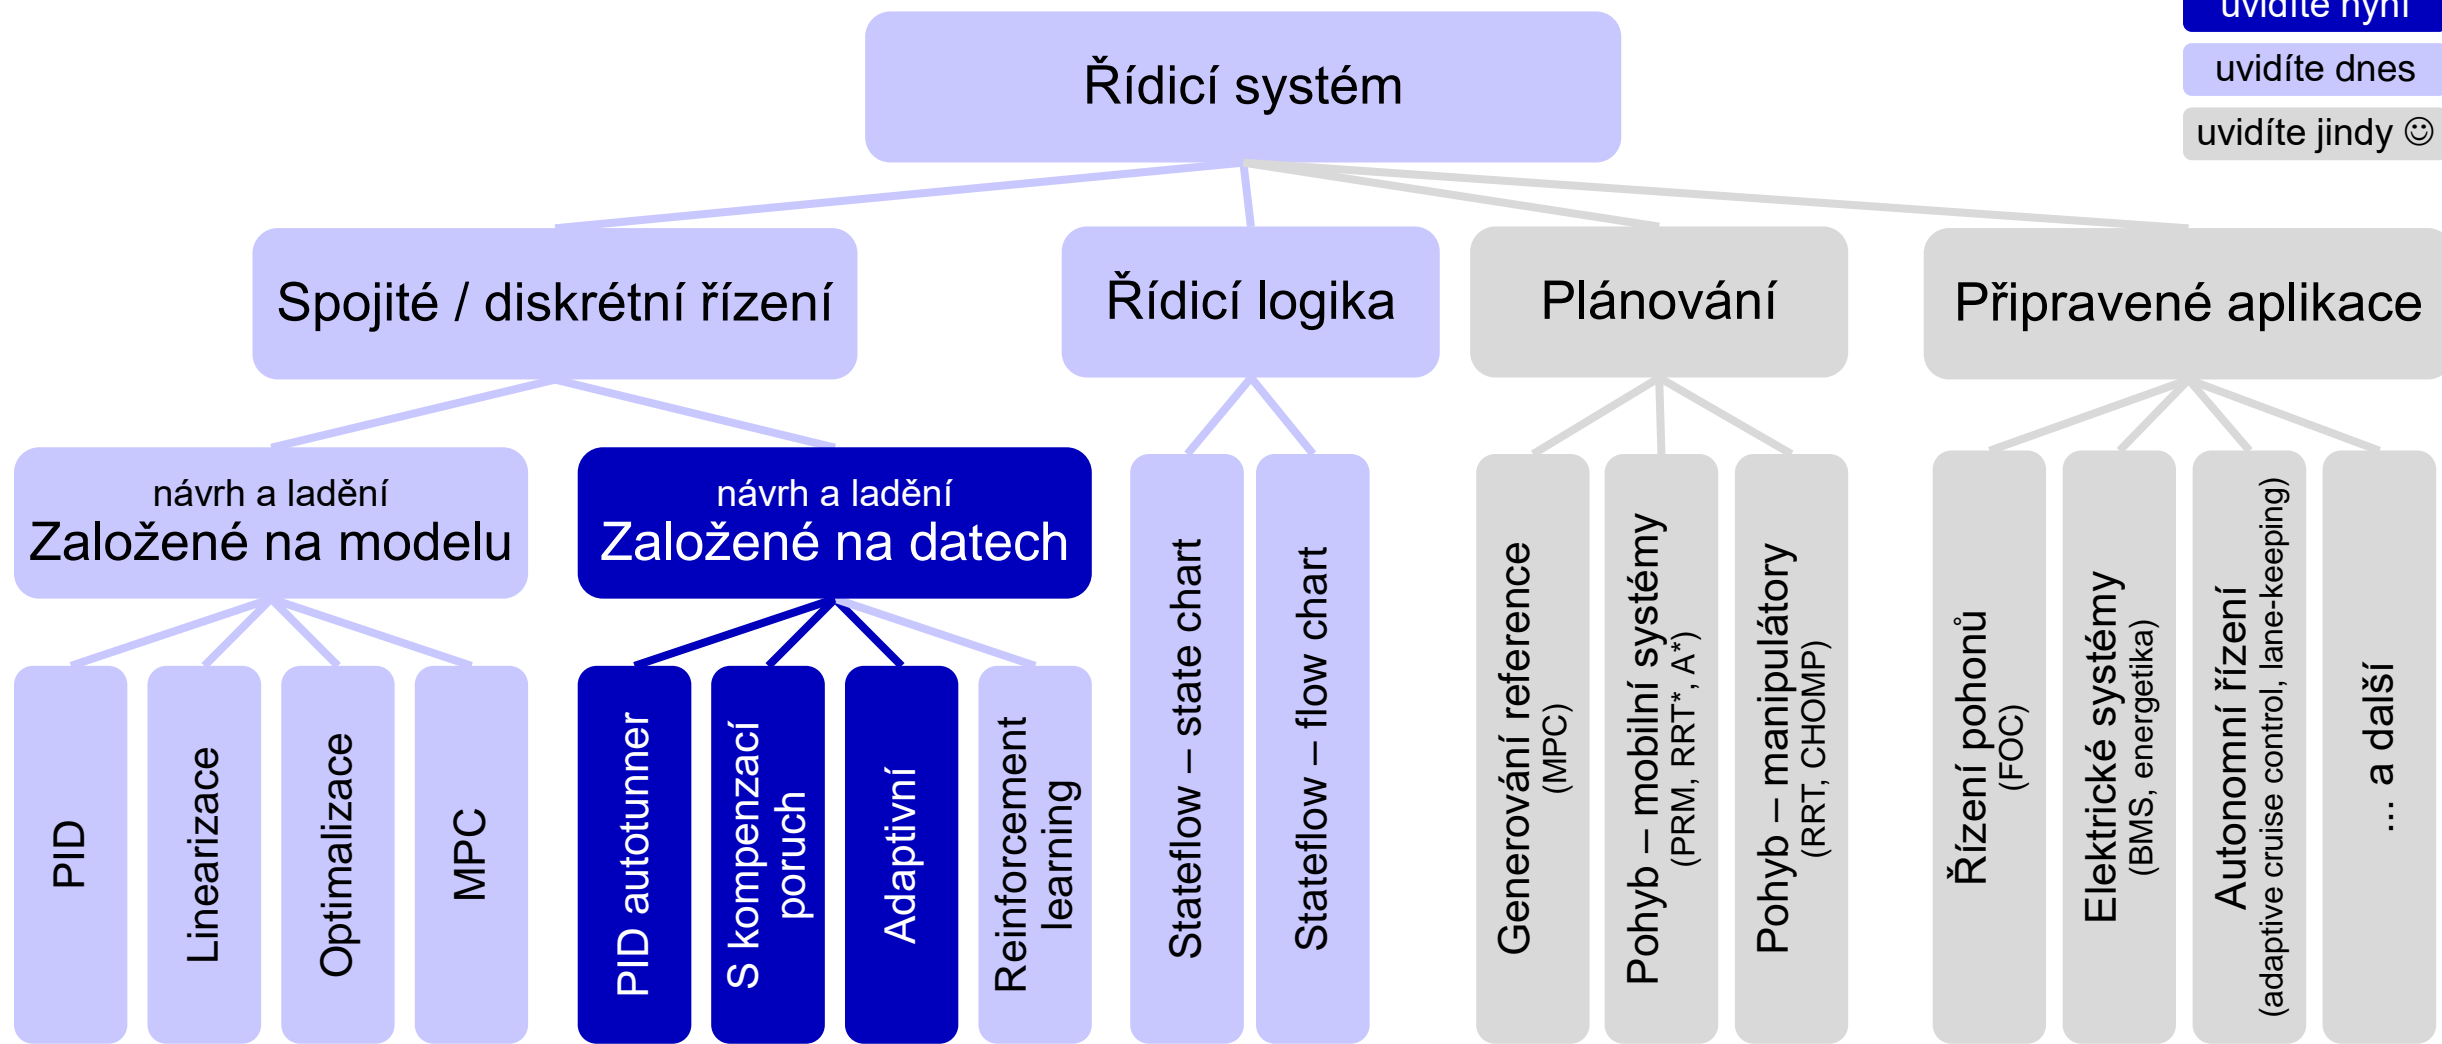 uvidíte nyní
uvidíte dnes
uvidíte jindy ☺
Řídicí systém
Spojité / diskrétní řízení
Řídicí logika
Plánování
Připravené aplikace
návrh a ladění
Založené na modelu
návrh a ladění
Založené na datech
PID
Linearizace
Optimalizace
MPC
PID autotunner
S kompenzací
poruch
Adaptivní
Reinforcement
learning
Stateflow – state chart
Stateflow – flow chart
Generování reference
(MPC)
Pohyb – mobilní systémy
(PRM, RRT*, A*)
Pohyb – manipulátory
(RRT, CHOMP)
Řízení pohonů
(FOC)
Elektrické systémy
(BMS, energetika)
Autonomní řízení
(adaptive cruise control, lane-keeping)
... a další